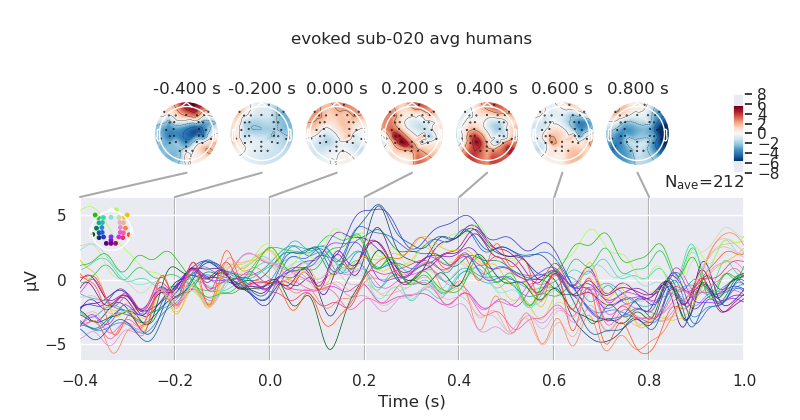 evoked sub-020 avg humans
-0.400 s -0.200 s 0.000 s 0.200 s 0.400 s 0.600 s 0.800 s
8
6
4
2
0
−2
−4
−6
−8
Nave=212
5
0
−5
μV
−0.4 −0.2 0.0 0.2 0.4 0.6 0.8 1.0
Time (s)